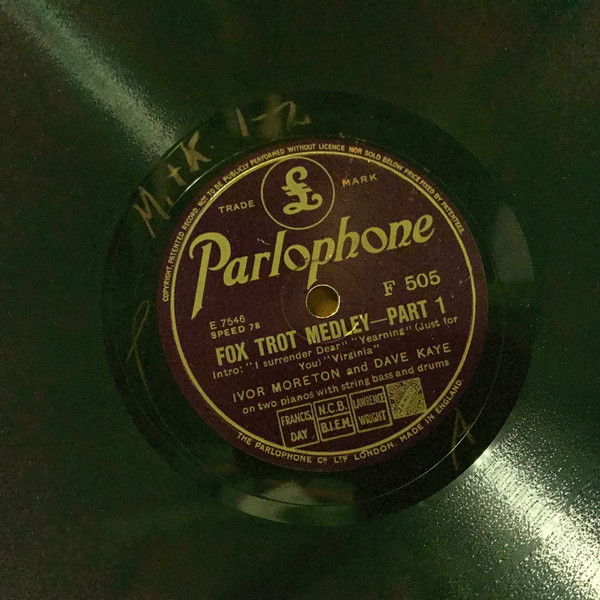 M.+K. 1-2
COPYRIGHT, PATENTED RECORD, NOT TO BE PUBLICLY PERFORMED WITHOUT LICENCE NOR SOLD BELOW PRICE FIXED BY PATENTEES.
£
TRADE MARK
Parlophone
F 505
E 7546
SPEED 78
FOX TROT MEDLEY—PART 1
Intro: "I surrender Dear" "Yearning" (Just for
You) "Virginia"
IVOR MORETON and DAVE KAYE
on two pianos with string bass and drums
FRANCIS DAY
N.C.B.
B.I.E.M.
LAWRENCE WRIGHT
THE PARLOPHONE Cº LTD LONDON. MADE IN ENGLAND.
A